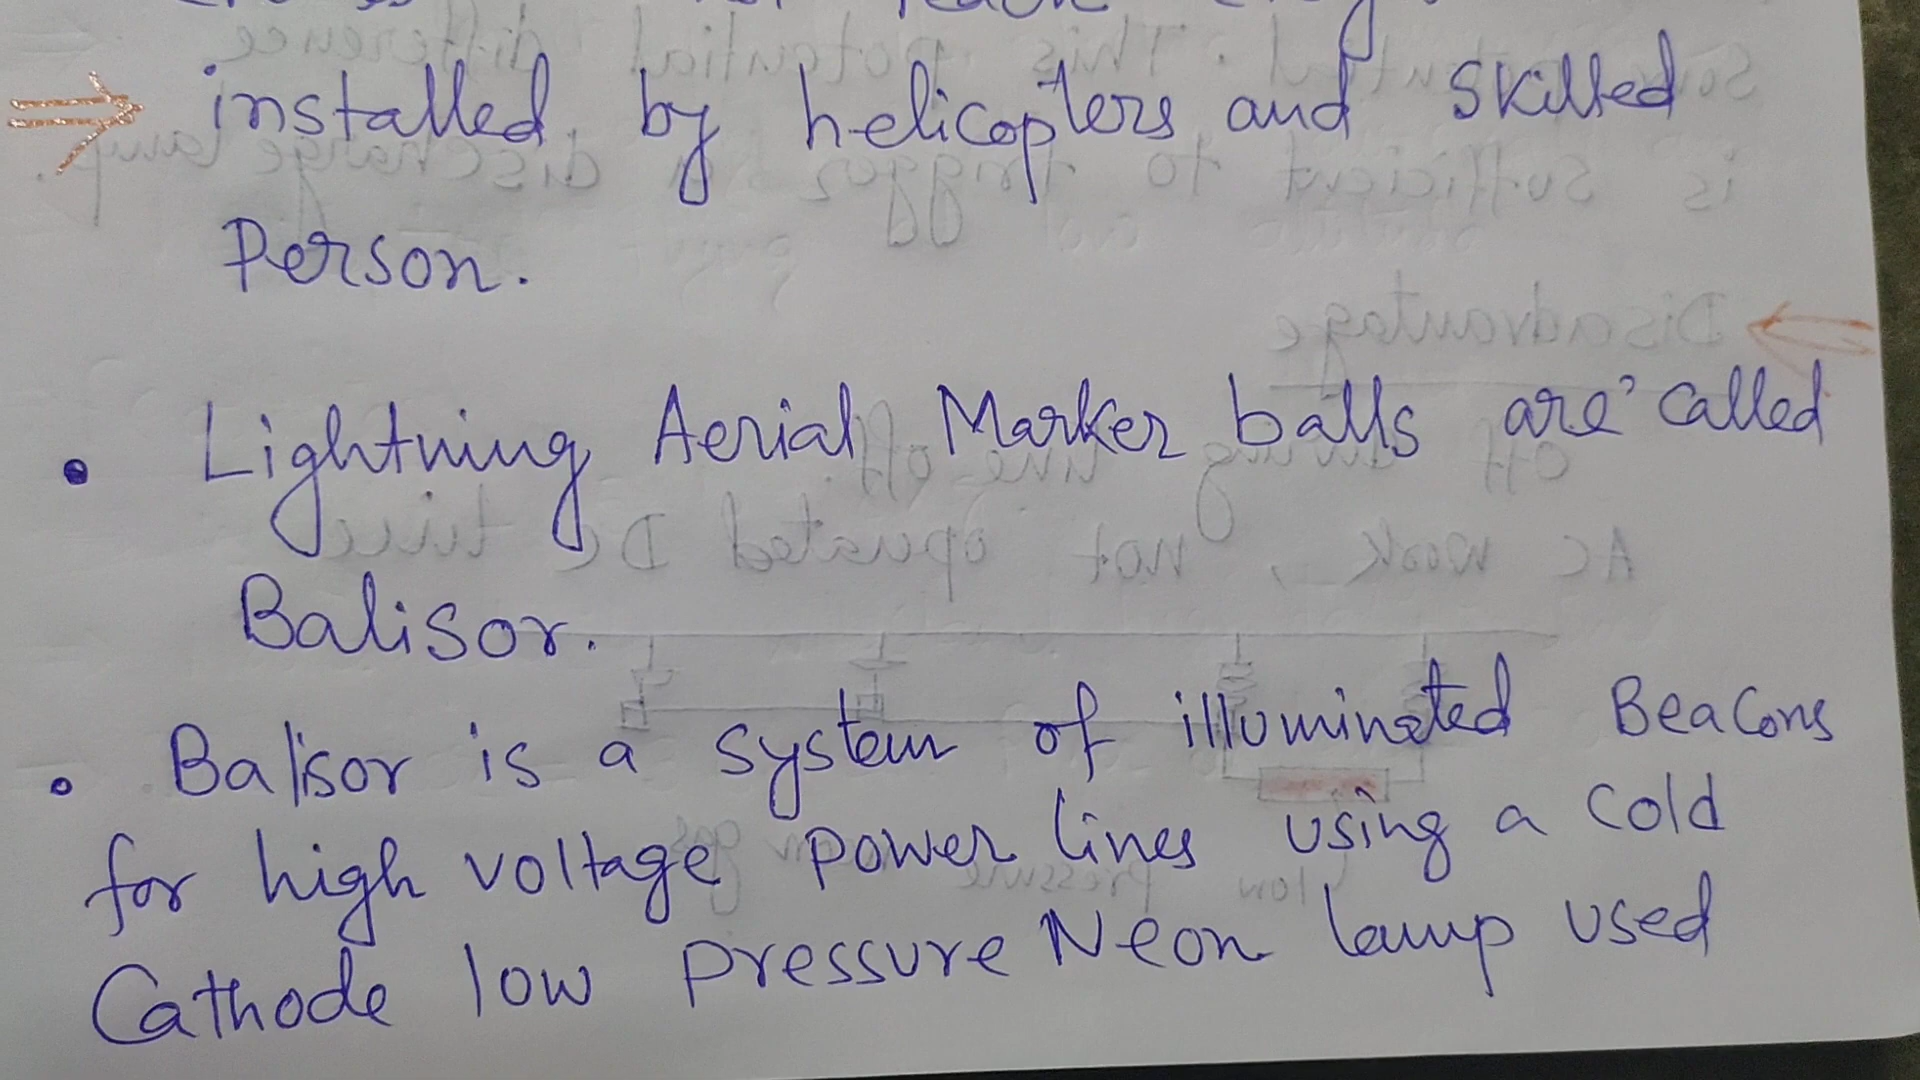 installed by helicopters and skilled
Person.
Lightning Aerial Marker balls are called
Balisor.
Balisor is a system of illuminated Beacons
for high voltage power lines using a cold
Cathode low pressure Neon lamp used